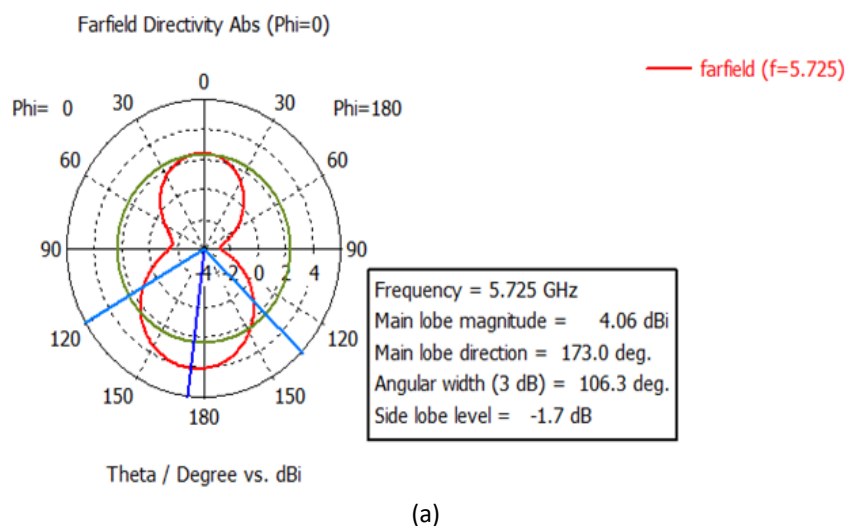 Farfield Directivity Abs (Phi=0)
farfield (f=5.725)
0
Phi= 0
30
30
Phi=180
60
60
90
90
-4 -2 0 2 4
120
120
150
150
180
Frequency = 5.725 GHz
Main lobe magnitude = 4.06 dBi
Main lobe direction = 173.0 deg.
Angular width (3 dB) = 106.3 deg.
Side lobe level = -1.7 dB
Theta / Degree vs. dBi
(a)